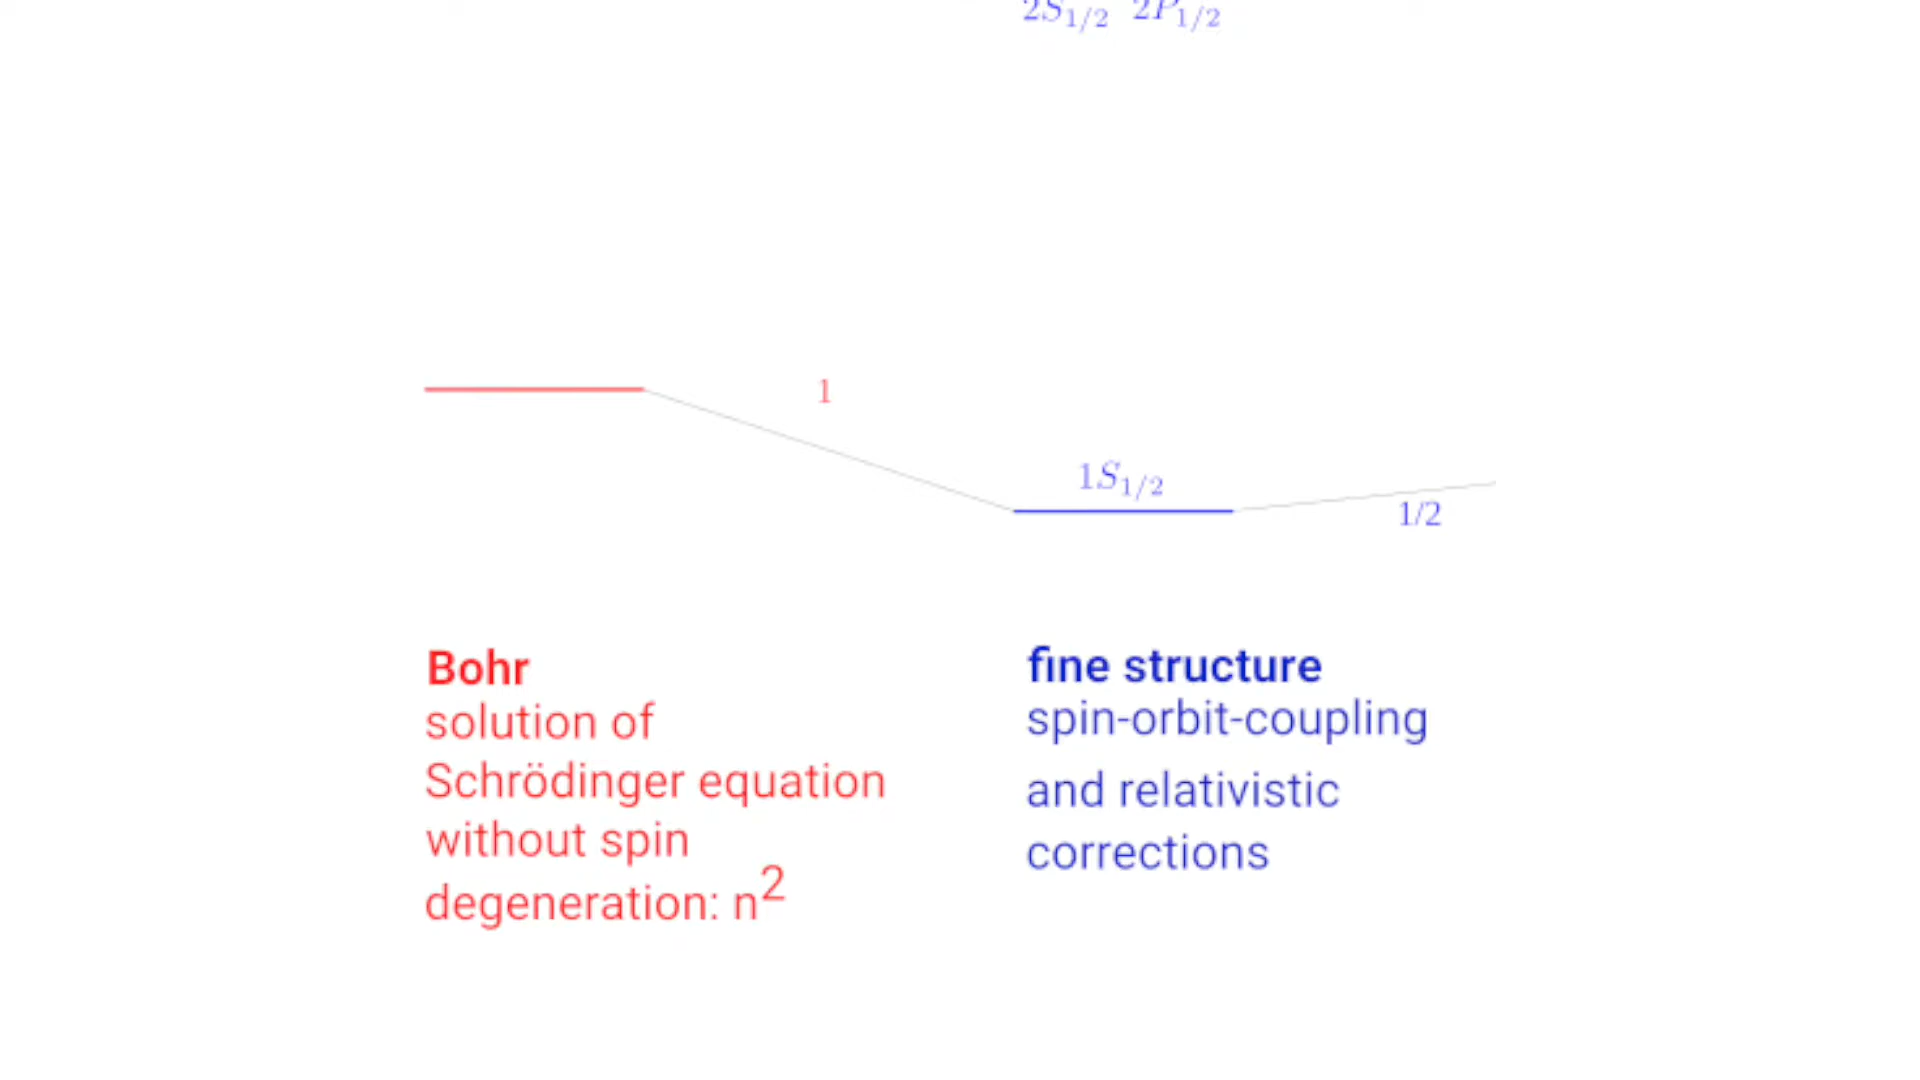 2S₁/₂ 2P₁/₂
1
1S₁/₂
1/2
Bohr
solution of
Schrödinger equation
without spin
degeneration: n²
fine structure
spin-orbit-coupling
and relativistic
corrections